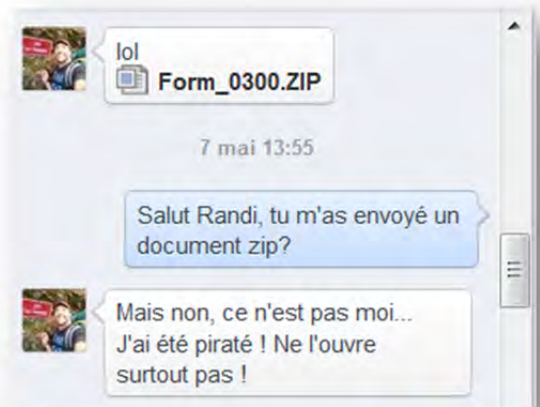 lol
Form_0300.ZIP
7 mai 13:55
Salut Randi, tu m'as envoyé un
document zip?
Mais non, ce n'est pas moi...
J'ai été piraté ! Ne l'ouvre
surtout pas !